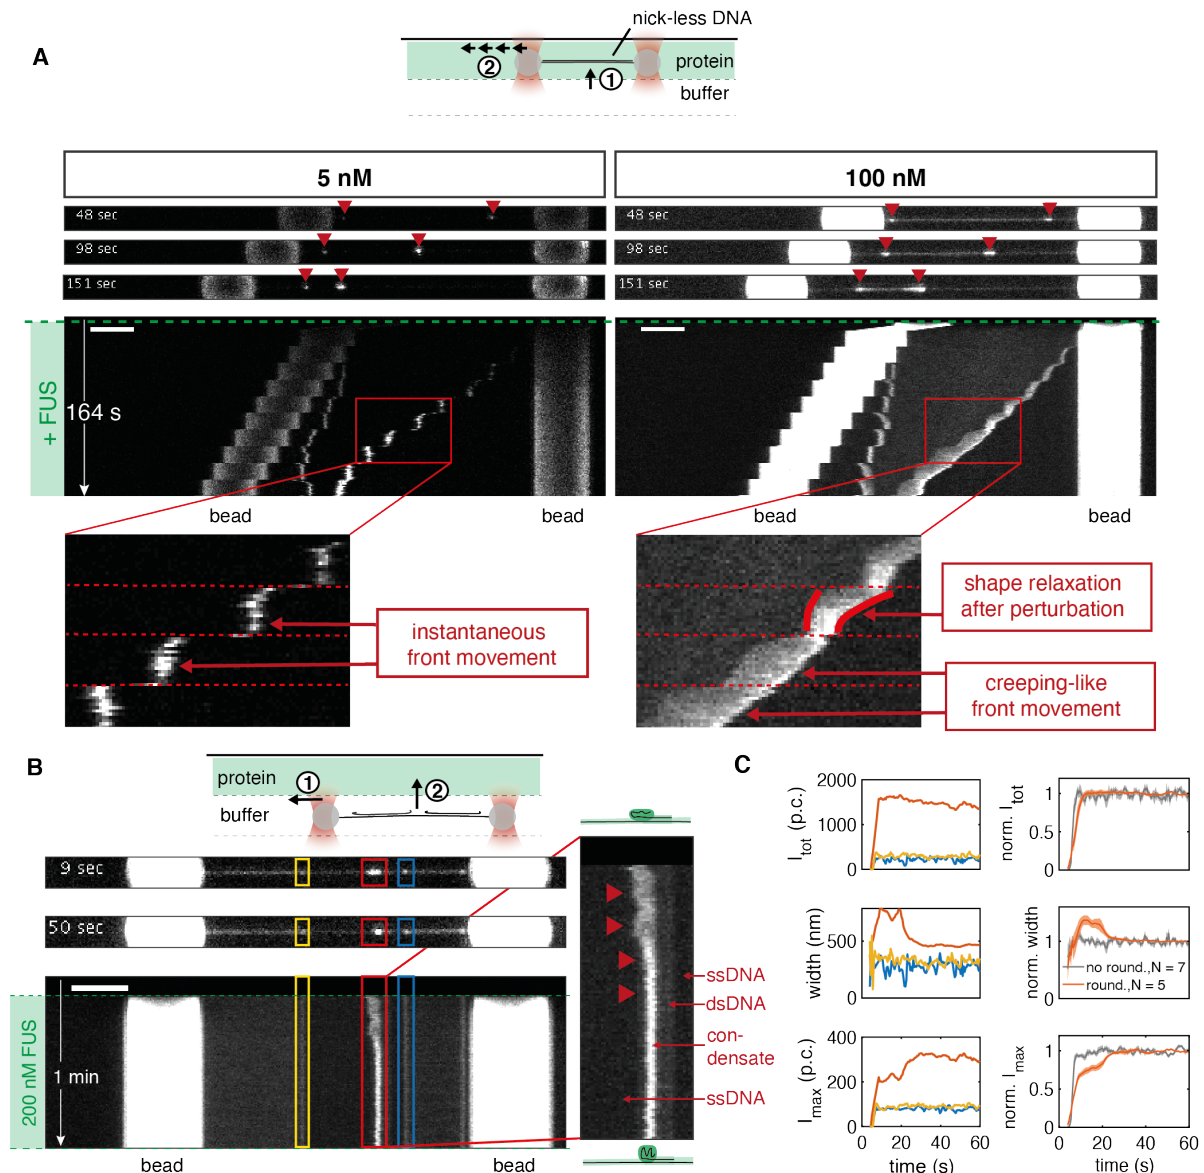 nick-less DNA
A
2
protein
1
buffer
5 nM
100 nM
48 sec
48 sec
98 sec
98 sec
151 sec
151 sec
+ FUS
164 s
bead
bead
bead
bead
instantaneous
front movement
shape relaxation
after perturbation
creeping-like
front movement
B
protein
1
2
buffer
9 sec
50 sec
200 nM FUS
1 min
bead
bead
ssDNA
dsDNA
con-
densate
ssDNA
C
I_tot (p.c.)
2000
1000
0
norm. I_tot
1
0.5
0
width (nm)
500
0
norm. width
1
0
no round.,N = 7
round.,N = 5
I_max (p.c.)
400
200
0
0
20
40
60
time (s)
norm. I_max
1
0.5
0
0
20
40
60
time (s)